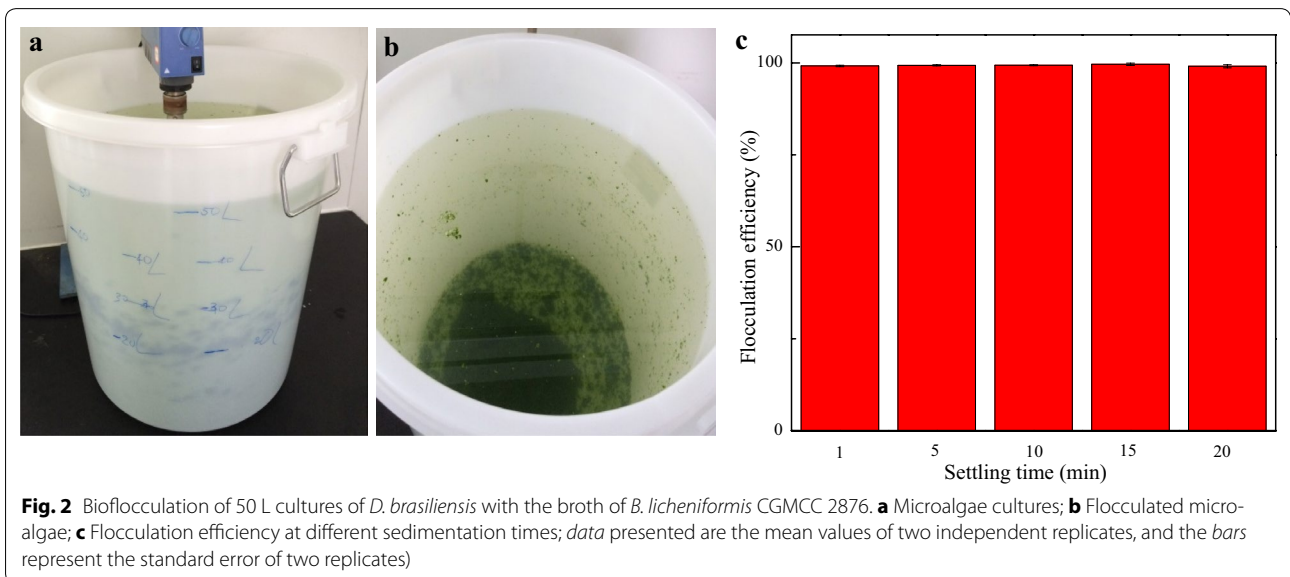 a
b
c
50L
40L
40L
30L
20L
100
50
0
Flocculation efficiency (%)
1 5 10 15 20
Settling time (min)
Fig. 2 Bioflocculation of 50 L cultures of D. brasiliensis with the broth of B. licheniformis CGMCC 2876. a Microalgae cultures; b Flocculated micro-
algae; c Flocculation efficiency at different sedimentation times; data presented are the mean values of two independent replicates, and the bars
represent the standard error of two replicates)